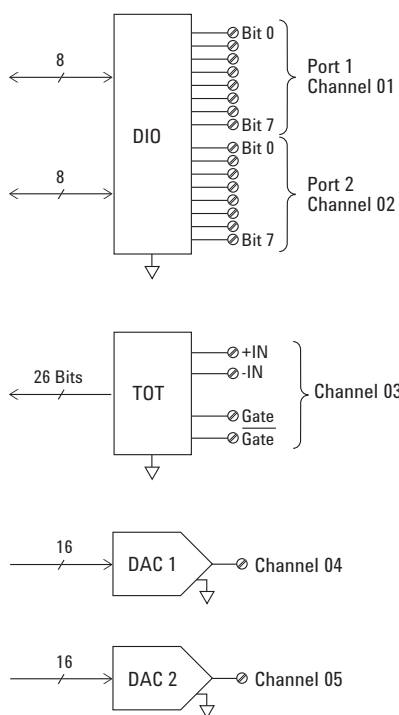 8
DIO
Bit 0
Bit 7
Port 1
Channel 01
8
Bit 0
Bit 7
Port 2
Channel 02
26 Bits
TOT
+IN
-IN
Gate
Gate
Channel 03
16
DAC 1
Channel 04
16
DAC 2
Channel 05